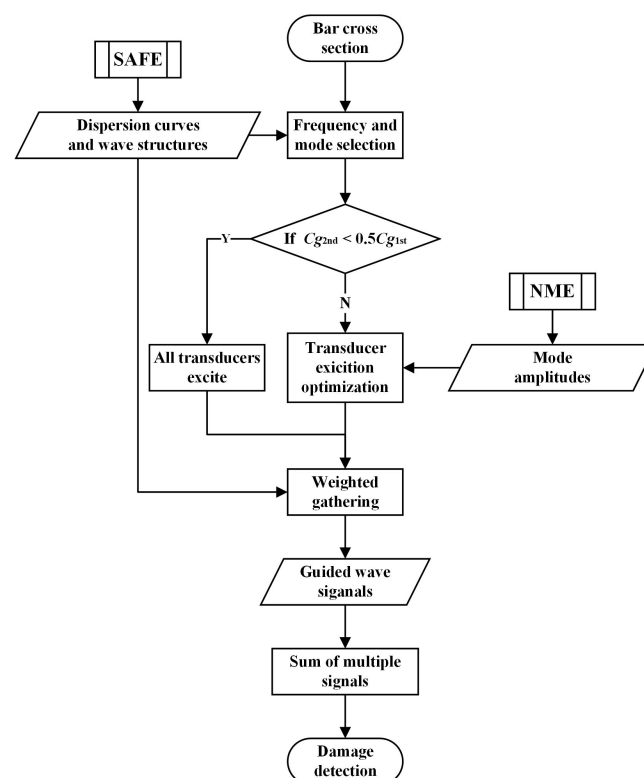 Bar cross
section
SAFE
Dispersion curves
and wave structures
Frequency and
mode selection
If Cg2nd < 0.5Cg1st
Y
N
NME
All transducers
excite
Transducer
exicition
optimization
Mode
amplitudes
Weighted
gathering
Guided wave
siganals
Sum of multiple
signals
Damage
detection